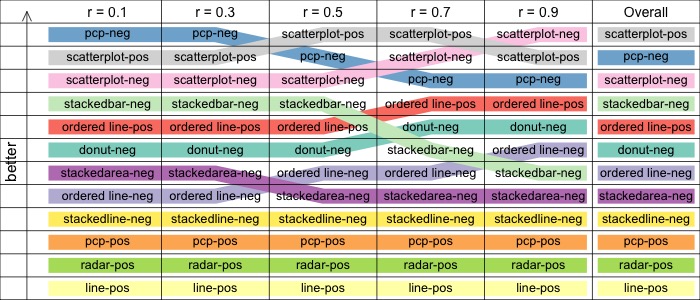 r = 0.1 r = 0.3 r = 0.5 r = 0.7 r = 0.9 Overall
pcp-neg pcp-neg scatterplot-pos scatterplot-pos scatterplot-neg scatterplot-pos
scatterplot-pos scatterplot-pos pcp-neg scatterplot-neg scatterplot-pos pcp-neg
scatterplot-neg scatterplot-neg scatterplot-neg pcp-neg pcp-neg scatterplot-neg
stackedbar-neg stackedbar-neg stackedbar-neg ordered line-pos ordered line-pos stackedbar-neg
ordered line-pos ordered line-pos ordered line-pos donut-neg donut-neg ordered line-pos
donut-neg donut-neg donut-neg stackedbar-neg ordered line-neg donut-neg
stackedarea-neg stackedarea-neg ordered line-neg ordered line-neg stackedbar-neg ordered line-neg
ordered line-neg ordered line-neg stackedarea-neg stackedarea-neg stackedarea-neg stackedarea-neg
stackedline-neg stackedline-neg stackedline-neg stackedline-neg stackedline-neg stackedline-neg
pcp-pos pcp-pos pcp-pos pcp-pos pcp-pos pcp-pos
radar-pos radar-pos radar-pos radar-pos radar-pos radar-pos
line-pos line-pos line-pos line-pos line-pos line-pos
better